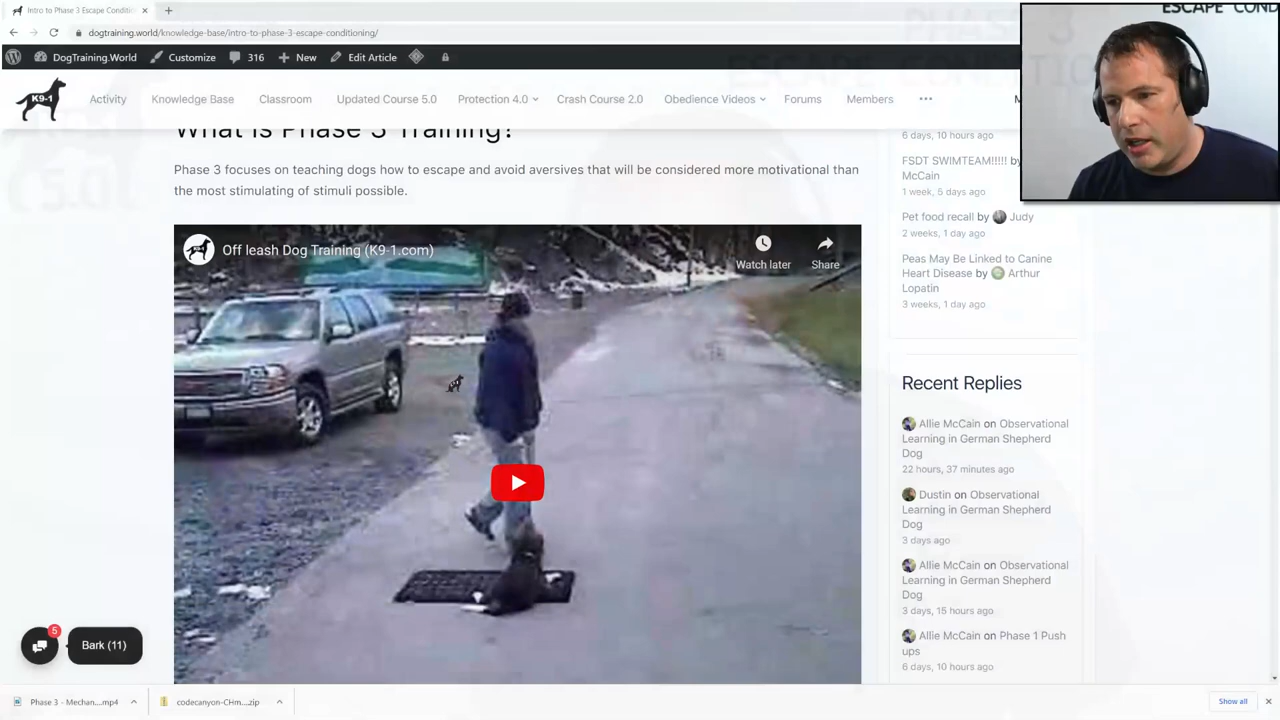 Intro to Phase 3 Escape Conditio
dogtraining.world/knowledge-base/intro-to-phase-3-escape-conditioning/
ESCAPE COND
DogTraining.World
Customize
316
New
Edit Article
PHASE 3
K9-1
Activity
Knowledge Base
Classroom
Updated Course 5.0
Protection 4.0
Crash Course 2.0
Obedience Videos
Forums
Members
M
What is Phase 3 Training?
Phase 3 focuses on teaching dogs how to escape and avoid aversives that will be considered more motivational than
the most stimulating of stimuli possible.
Off leash Dog Training (K9-1.com)
Watch later
Share
6 days, 10 hours ago
FSDT SWIMTEAM!!!!! by
McCain
1 week, 5 days ago
Pet food recall by Judy
2 weeks, 1 day ago
Peas May Be Linked to Canine
Heart Disease by Arthur
Lopatin
3 weeks, 1 day ago
Recent Replies
Allie McCain on Observational
Learning in German Shepherd
Dog
22 hours, 37 minutes ago
Dustin on Observational
Learning in German Shepherd
Dog
3 days ago
Allie McCain on Observational
Learning in German Shepherd
Dog
3 days, 15 hours ago
Allie McCain on Phase 1 Push
ups
6 days, 10 hours ago
5
Bark (11)
Phase 3 - Mechan....mp4
codecanyon-CHm....zip
Show all